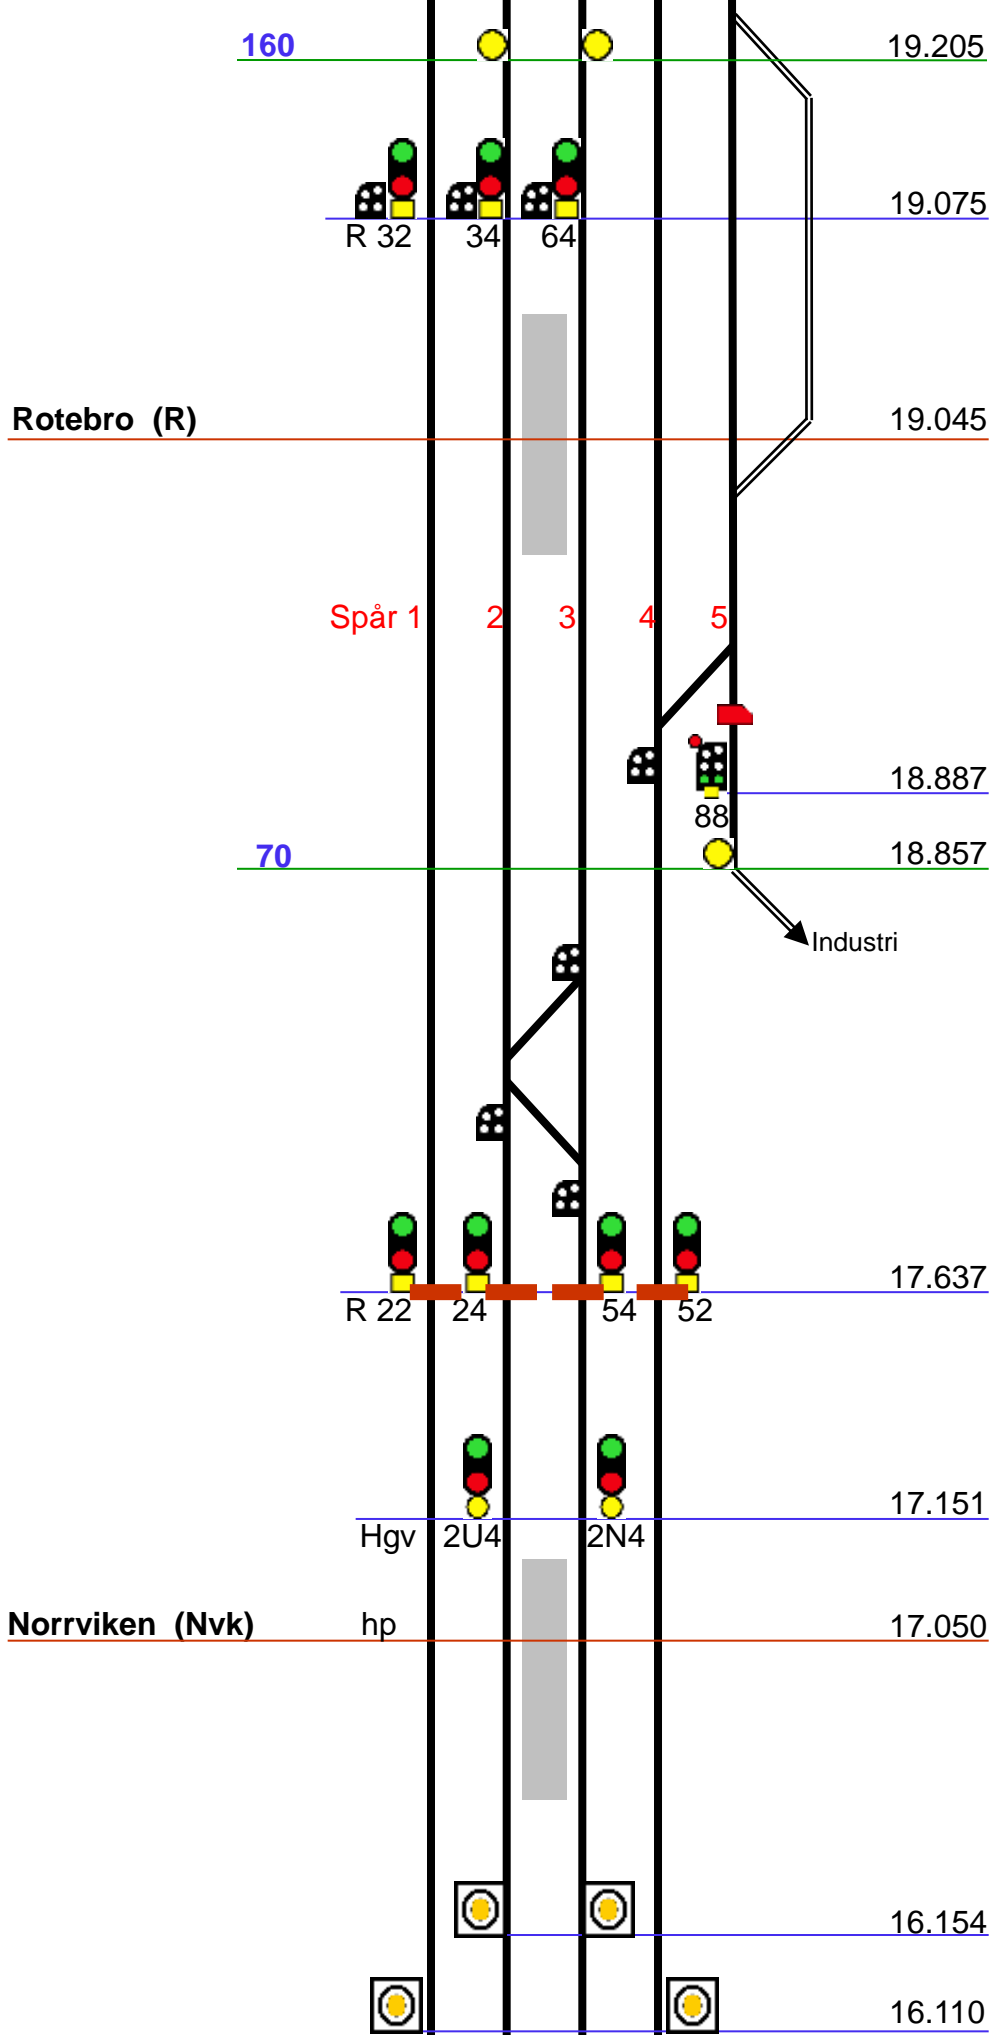 160 19.205
19.075
R 32 34 64
Rotebro (R) 19.045
Spår 1 2 3 4 5
18.887
88
70 18.857
Industri
17.637
R 22 24 54 52
17.151
Hgv 2U4 2N4
Norrviken (Nvk) hp 17.050
16.154
16.110